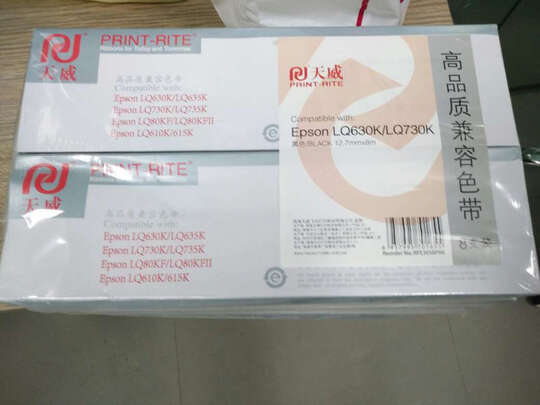 天威
PRINT-RITE
Ribbons for Today and Tomorrow
高品质兼容色带
Compatible with:
Epson LQ630K/LQ635K
Epson LQ730K/LQ735K
Epson LQ80KF/LQ80KFII
Epson LQ610K/615K
天威
PRINT-RITE
高品质兼容色带
Compatible with:
Epson LQ630K/LQ635K
Epson LQ730K/LQ735K
Epson LQ80KF/LQ80KFII
Epson LQ610K/615K
天威
PRINT-RITE
Compatible with:
Epson LQ630K/LQ730K
黑色/BLACK 12.7mmx8m
高品质兼容色带
Reorder No.